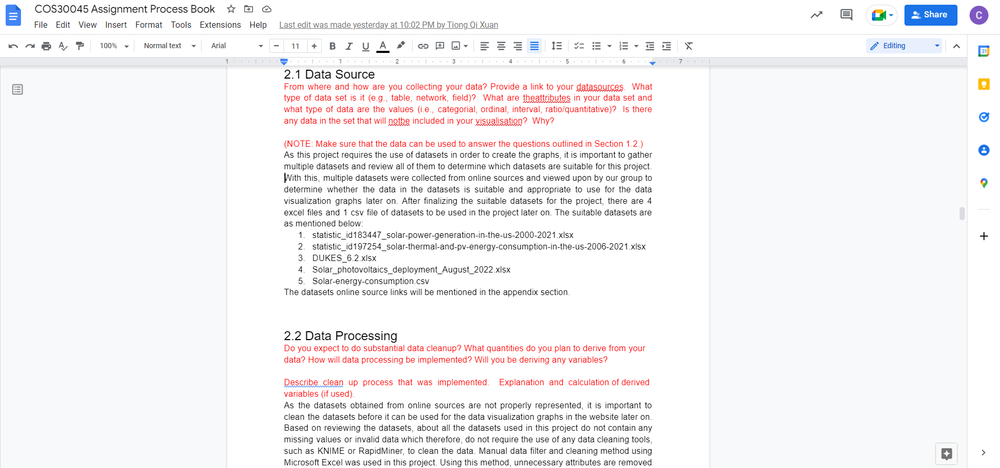 COS30045 Assignment Process Book
File Edit View Insert Format Tools Extensions Help Last edit was made yesterday at 10:02 PM by Tiong Qi Xuan
Share
C
100% Normal text Arial 11 B I U A Editing
31
1 1 2 3 4 5 6 7
2.1 Data Source
From where and how are you collecting your data? Provide a link to your datasources. What
type of data set is it (e.g., table, network, field)? What are theattributes in your data set and
what type of data are the values (i.e., categorial, ordinal, interval, ratio/quantitative)? Is there
any data in the set that will notbe included in your visualisation? Why?
(NOTE: Make sure that the data can be used to answer the questions outlined in Section 1.2.)
As this project requires the use of datasets in order to create the graphs, it is important to gather
multiple datasets and review all of them to determine which datasets are suitable for this project.
With this, multiple datasets were collected from online sources and viewed upon by our group to
determine whether the data in the datasets is suitable and appropriate to use for the data
visualization graphs later on. After finalizing the suitable datasets for the project, there are 4
excel files and 1 csv file of datasets to be used in the project later on. The suitable datasets are
as mentioned below:
1. statistic_id183447_solar-power-generation-in-the-us-2000-2021.xlsx
2. statistic_id197254_solar-thermal-and-pv-energy-consumption-in-the-us-2006-2021.xlsx
3. DUKES_6.2.xlsx
4. Solar_photovoltaics_deployment_August_2022.xlsx
5. Solar-energy-consumption.csv
The datasets online source links will be mentioned in the appendix section.
2.2 Data Processing
Do you expect to do substantial data cleanup? What quantities do you plan to derive from your
data? How will data processing be implemented? Will you be deriving any variables?
Describe clean up process that was implemented. Explanation and calculation of derived
variables (if used).
As the datasets obtained from online sources are not properly represented, it is important to
clean the datasets before it can be used for the data visualization graphs in the website later on.
Based on reviewing the datasets, about all the datasets used in this project do not contain any
missing values or invalid data which therefore, do not require the use of any data cleaning tools,
such as KNIME or RapidMiner, to clean the data. Manual data filter and cleaning method using
Microsoft Excel was used in this project. Using this method, unnecessary attributes are removed